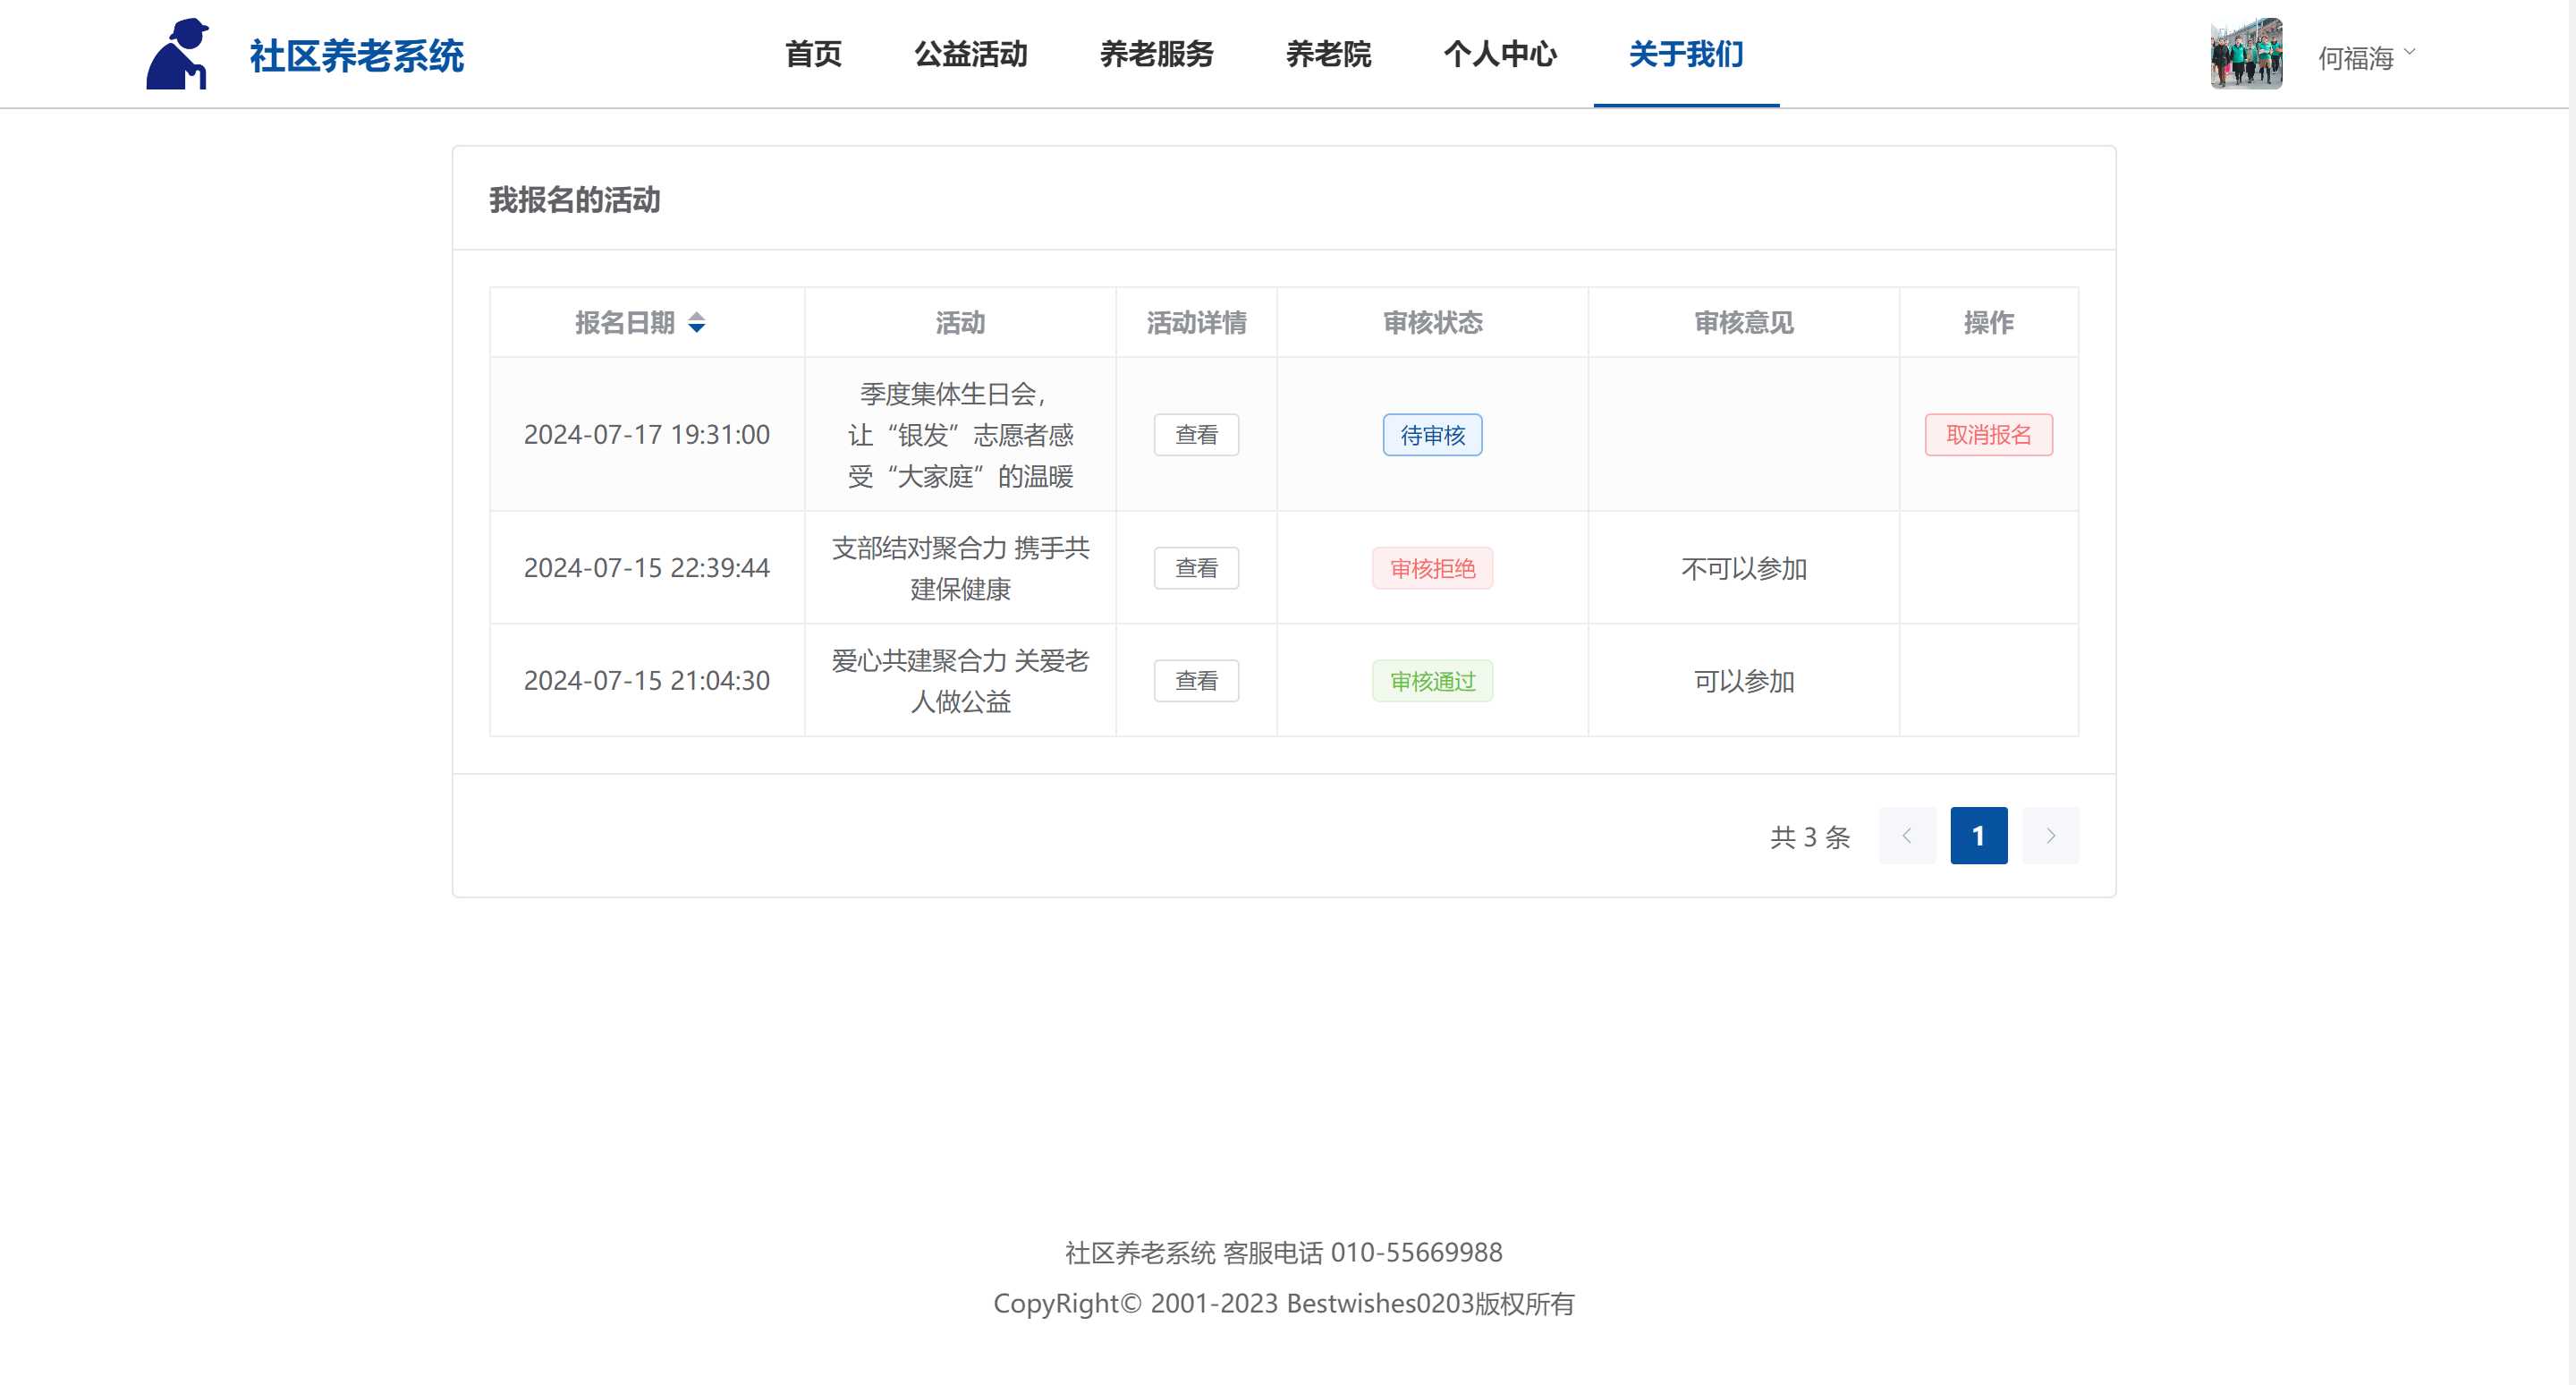 社区养老系统
首页 公益活动 养老服务 养老院 个人中心 关于我们
何福海
我报名的活动
报名日期 活动 活动详情 审核状态 审核意见 操作
季度集体生日会，
2024-07-17 19:31:00 让“银发”志愿者感 查看 待审核 取消报名
受“大家庭”的温暖
支部结对聚合力 携手共
2024-07-15 22:39:44 查看 审核拒绝 不可以参加
建保健康
爱心共建聚合力 关爱老
2024-07-15 21:04:30 查看 审核通过 可以参加
人做公益
共 3 条 1
社区养老系统 客服电话 010-55669988
CopyRight© 2001-2023 Bestwishes0203版权所有